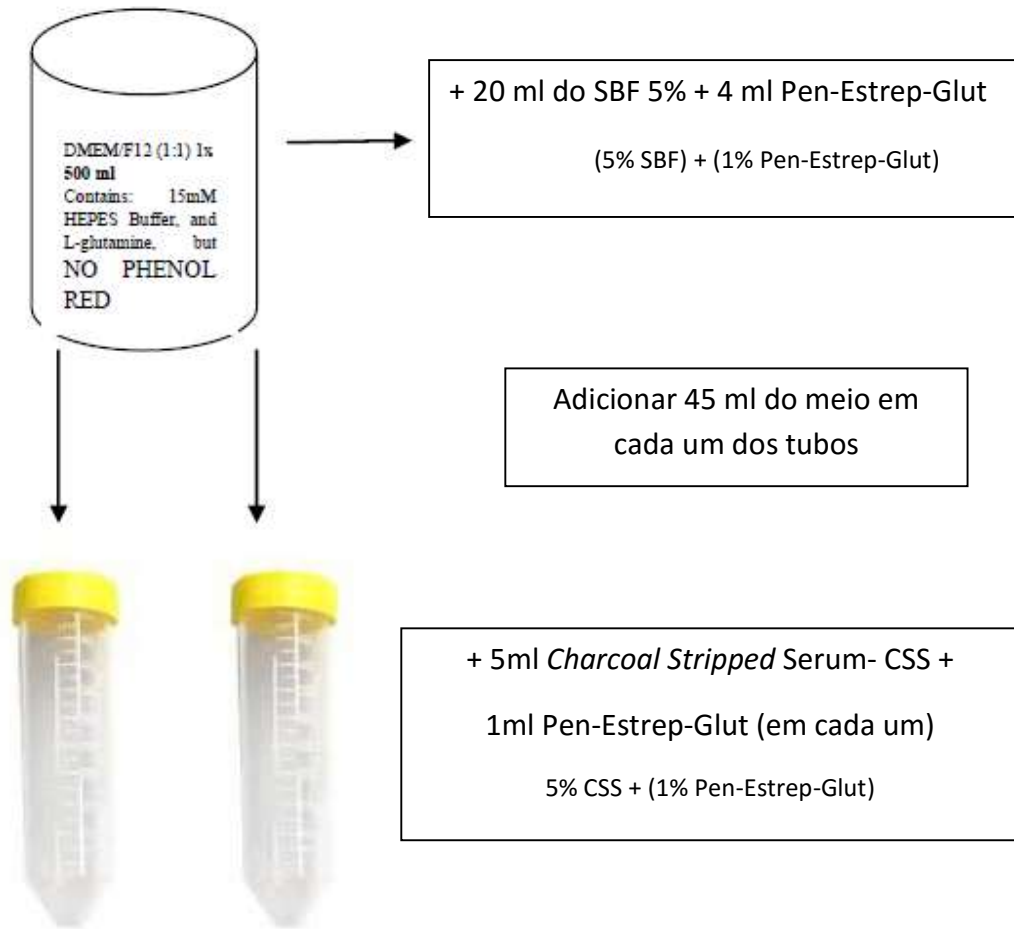 DMEM/F12 (1:1) 1x
500 ml
Contains: 15mM
HEPES Buffer, and
L-glutamine, but
NO PHENOL
RED
+ 20 ml do SBF 5% + 4 ml Pen-Estrep-Glut
(5% SBF) + (1% Pen-Estrep-Glut)
Adicionar 45 ml do meio em
cada um dos tubos
+ 5ml Charcoal Stripped Serum- CSS +
1ml Pen-Estrep-Glut (em cada um)
5% CSS + (1% Pen-Estrep-Glut)